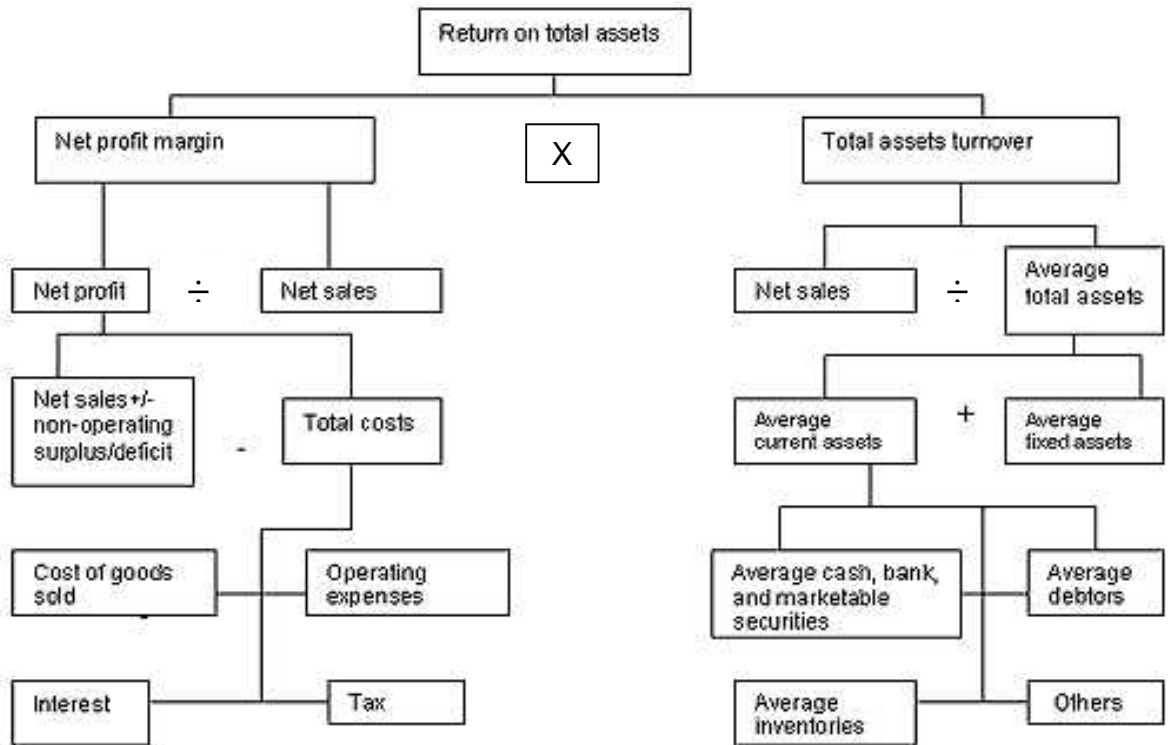 Return on total assets
Net profit margin
X
Total assets turnover
Net profit
÷
Net sales
Net sales
÷
Average
total assets
Net sales+/-
non-operating
surplus/deficit
-
Total costs
Average
current assets
+
Average
fixed assets
Cost of goods
sold
Operating
expenses
Average cash, bank,
and marketable
securities
Average
debtors
Interest
Tax
Average
inventories
Others